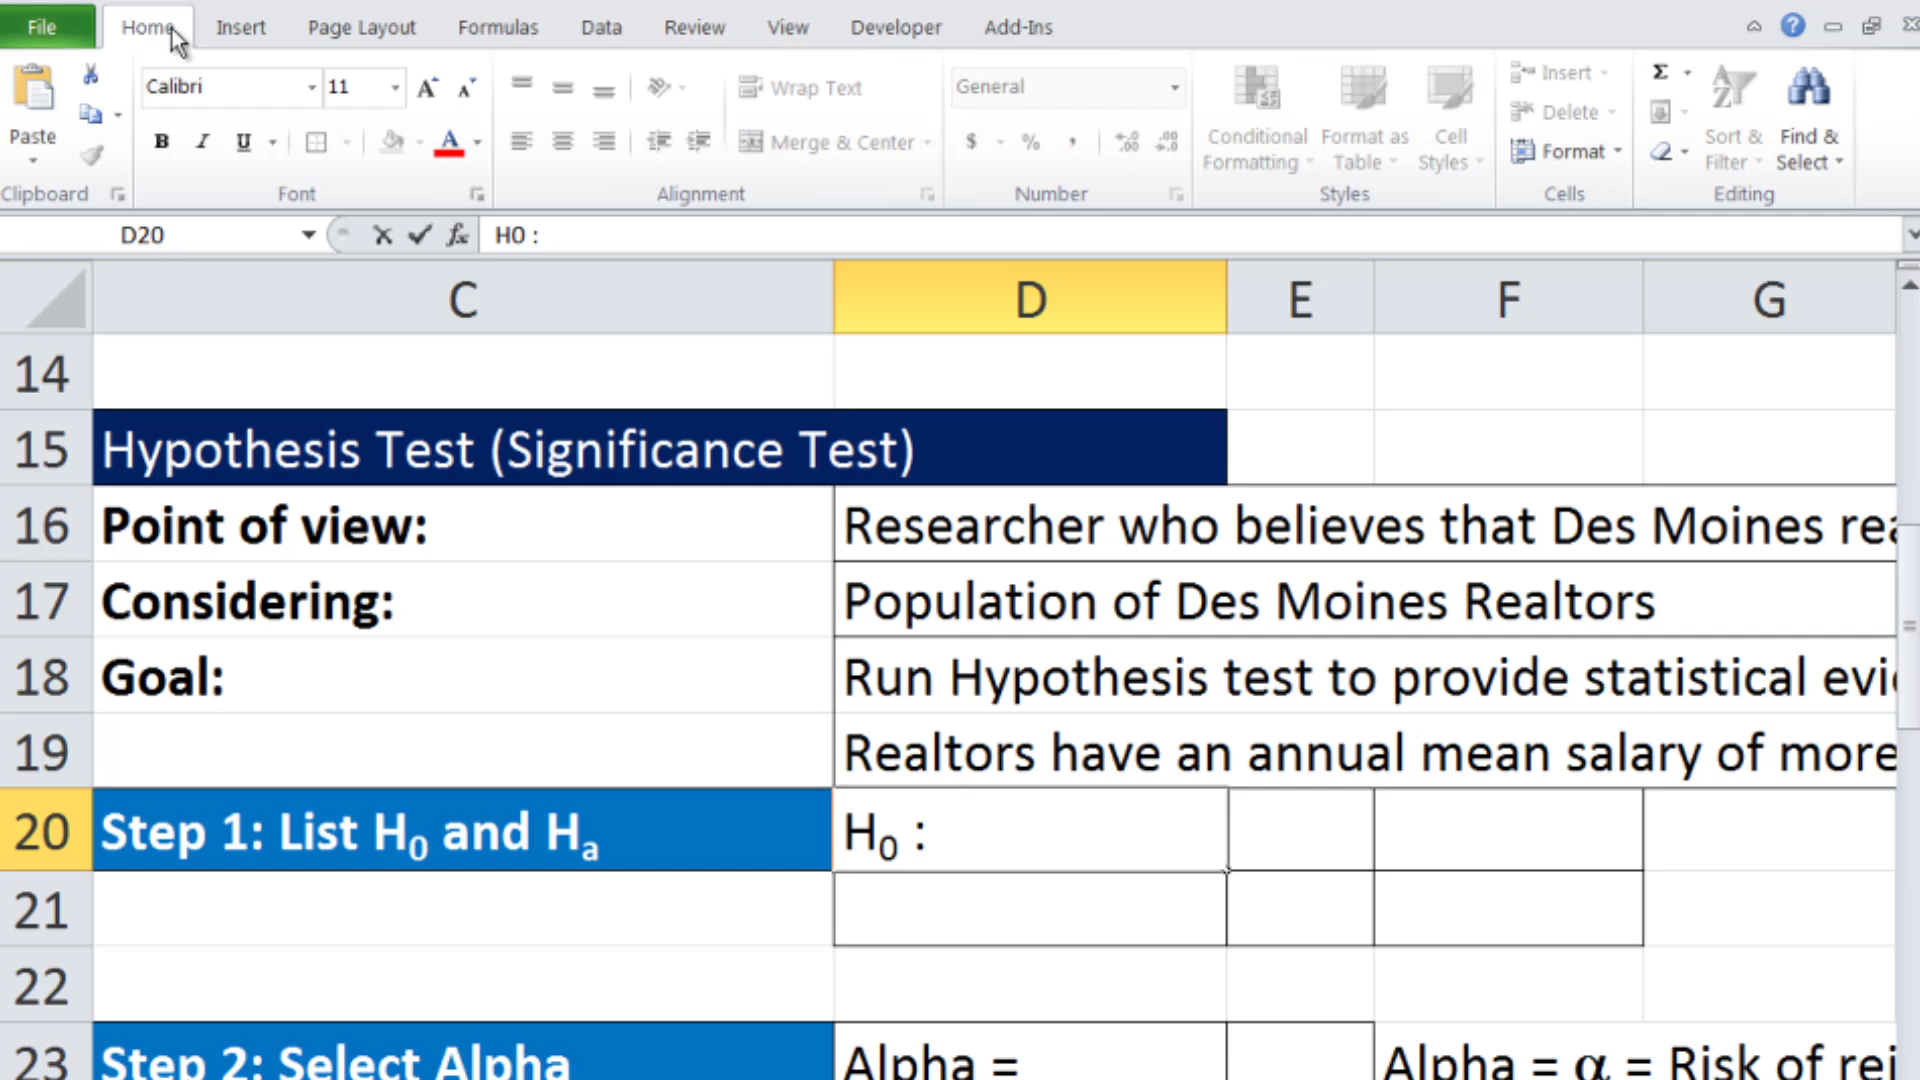 File Home Insert Page Layout Formulas Data Review View Developer Add-Ins
Calibri 11 Wrap Text General Insert Σ
Delete
Paste B I U A Merge & Center $ % , .00 Conditional Formatting Format as Table Cell Styles Format Sort & Filter Find & Select
Clipboard Font Alignment Number Styles Cells Editing
D20 fx H0 :
C D E F G
14
15 Hypothesis Test (Significance Test)
16 Point of view: Researcher who believes that Des Moines
17 Considering: Population of Des Moines Realtors
18 Goal: Run Hypothesis test to provide statistical
19 Realtors have an annual mean salary of more
20 Step 1: List H₀ and Hₐ H₀ :
21
22
23 Step 2: Select Alpha Alpha = Alpha = α = Risk of